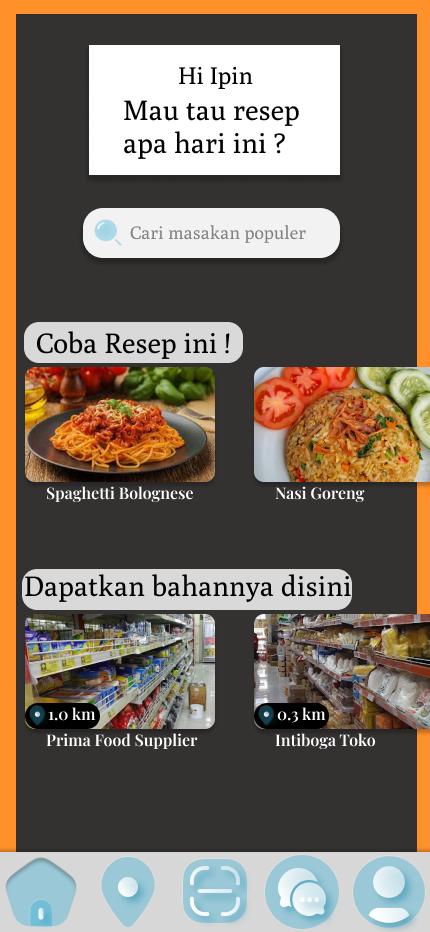 Hi Ipin
Mau tau resep
apa hari ini ?
Cari masakan populer
Coba Resep ini !
Spaghetti Bolognese
Nasi Goreng
Dapatkan bahannya disini
1.0 km
0.3 km
Prima Food Supplier
Intiboga Toko